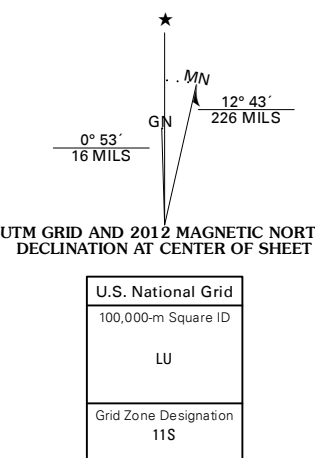 ★
MN
GN
12° 43´
226 MILS
0° 53´
16 MILS
UTM GRID AND 2012 MAGNETIC NORT
DECLINATION AT CENTER OF SHEET
U.S. National Grid
100,000-m Square ID
LU
Grid Zone Designation
11S